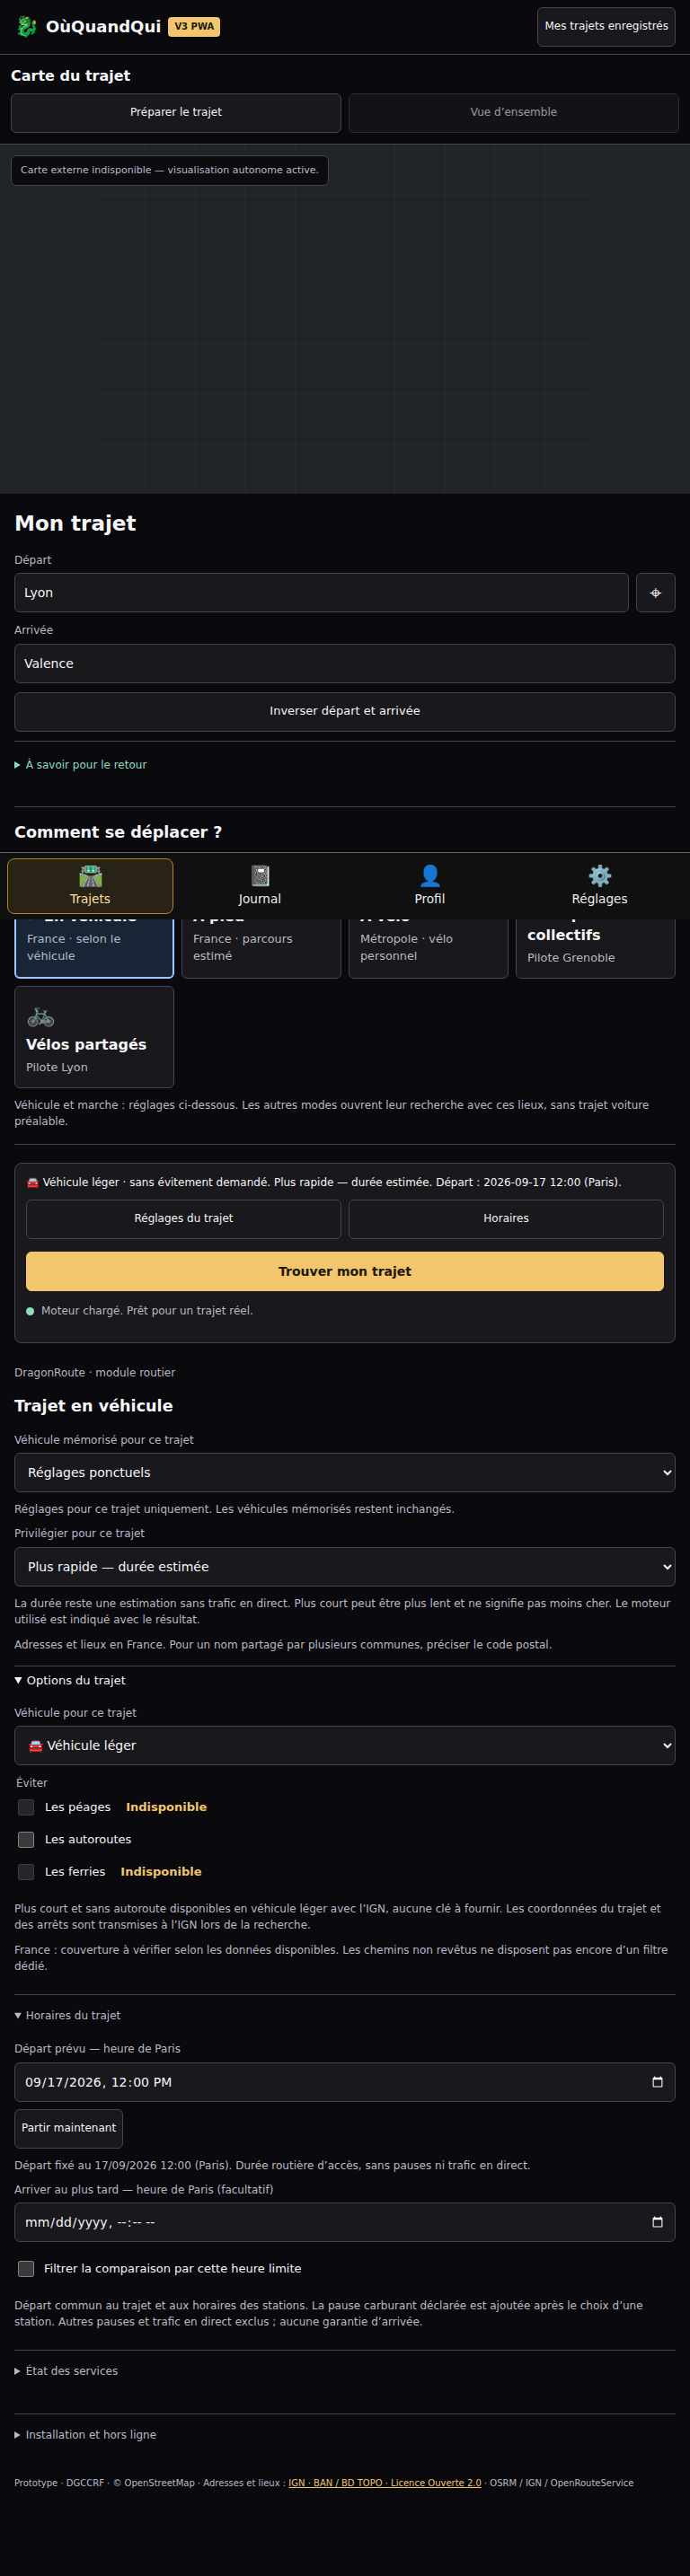 OùQuandQui V3 PWA
Mes trajets enregistrés
Carte du trajet
Préparer le trajet
Vue d’ensemble
Carte externe indisponible — visualisation autonome active.
Mon trajet
Départ
Lyon
Arrivée
Valence
Inverser départ et arrivée
À savoir pour le retour
Comment se déplacer ?
Trajets
Journal
Profil
Réglages
France · selon le
véhicule
France · parcours
estimé
Métropole · vélo
personnel
collectifs
Pilote Grenoble
Vélos partagés
Pilote Lyon
Véhicule et marche : réglages ci-dessous. Les autres modes ouvrent leur recherche avec ces lieux, sans trajet voiture
préalable.
Véhicule léger · sans évitement demandé. Plus rapide — durée estimée. Départ : 2026-09-17 12:00 (Paris).
Réglages du trajet
Horaires
Trouver mon trajet
Moteur chargé. Prêt pour un trajet réel.
DragonRoute · module routier
Trajet en véhicule
Véhicule mémorisé pour ce trajet
Réglages ponctuels
Réglages pour ce trajet uniquement. Les véhicules mémorisés restent inchangés.
Privilégier pour ce trajet
Plus rapide — durée estimée
La durée reste une estimation sans trafic en direct. Plus court peut être plus lent et ne signifie pas moins cher. Le moteur
utilisé est indiqué avec le résultat.
Adresses et lieux en France. Pour un nom partagé par plusieurs communes, préciser le code postal.
Options du trajet
Véhicule pour ce trajet
Véhicule léger
Éviter
Les péages Indisponible
Les autoroutes
Les ferries Indisponible
Plus court et sans autoroute disponibles en véhicule léger avec l’IGN, aucune clé à fournir. Les coordonnées du trajet et
des arrêts sont transmises à l’IGN lors de la recherche.
France : couverture à vérifier selon les données disponibles. Les chemins non revêtus ne disposent pas encore d’un filtre
dédié.
Horaires du trajet
Départ prévu — heure de Paris
09/17/2026, 12:00 PM
Partir maintenant
Départ fixé au 17/09/2026 12:00 (Paris). Durée routière d’accès, sans pauses ni trafic en direct.
Arriver au plus tard — heure de Paris (facultatif)
mm/dd/yyyy, --:-- --
Filtrer la comparaison par cette heure limite
Départ commun au trajet et aux horaires des stations. La pause carburant déclarée est ajoutée après le choix d’une
station. Autres pauses et trafic en direct exclus ; aucune garantie d’arrivée.
État des services
Installation et hors ligne
Prototype · DGCCRF · © OpenStreetMap · Adresses et lieux : IGN · BAN / BD TOPO · Licence Ouverte 2.0 · OSRM / IGN / OpenRouteService